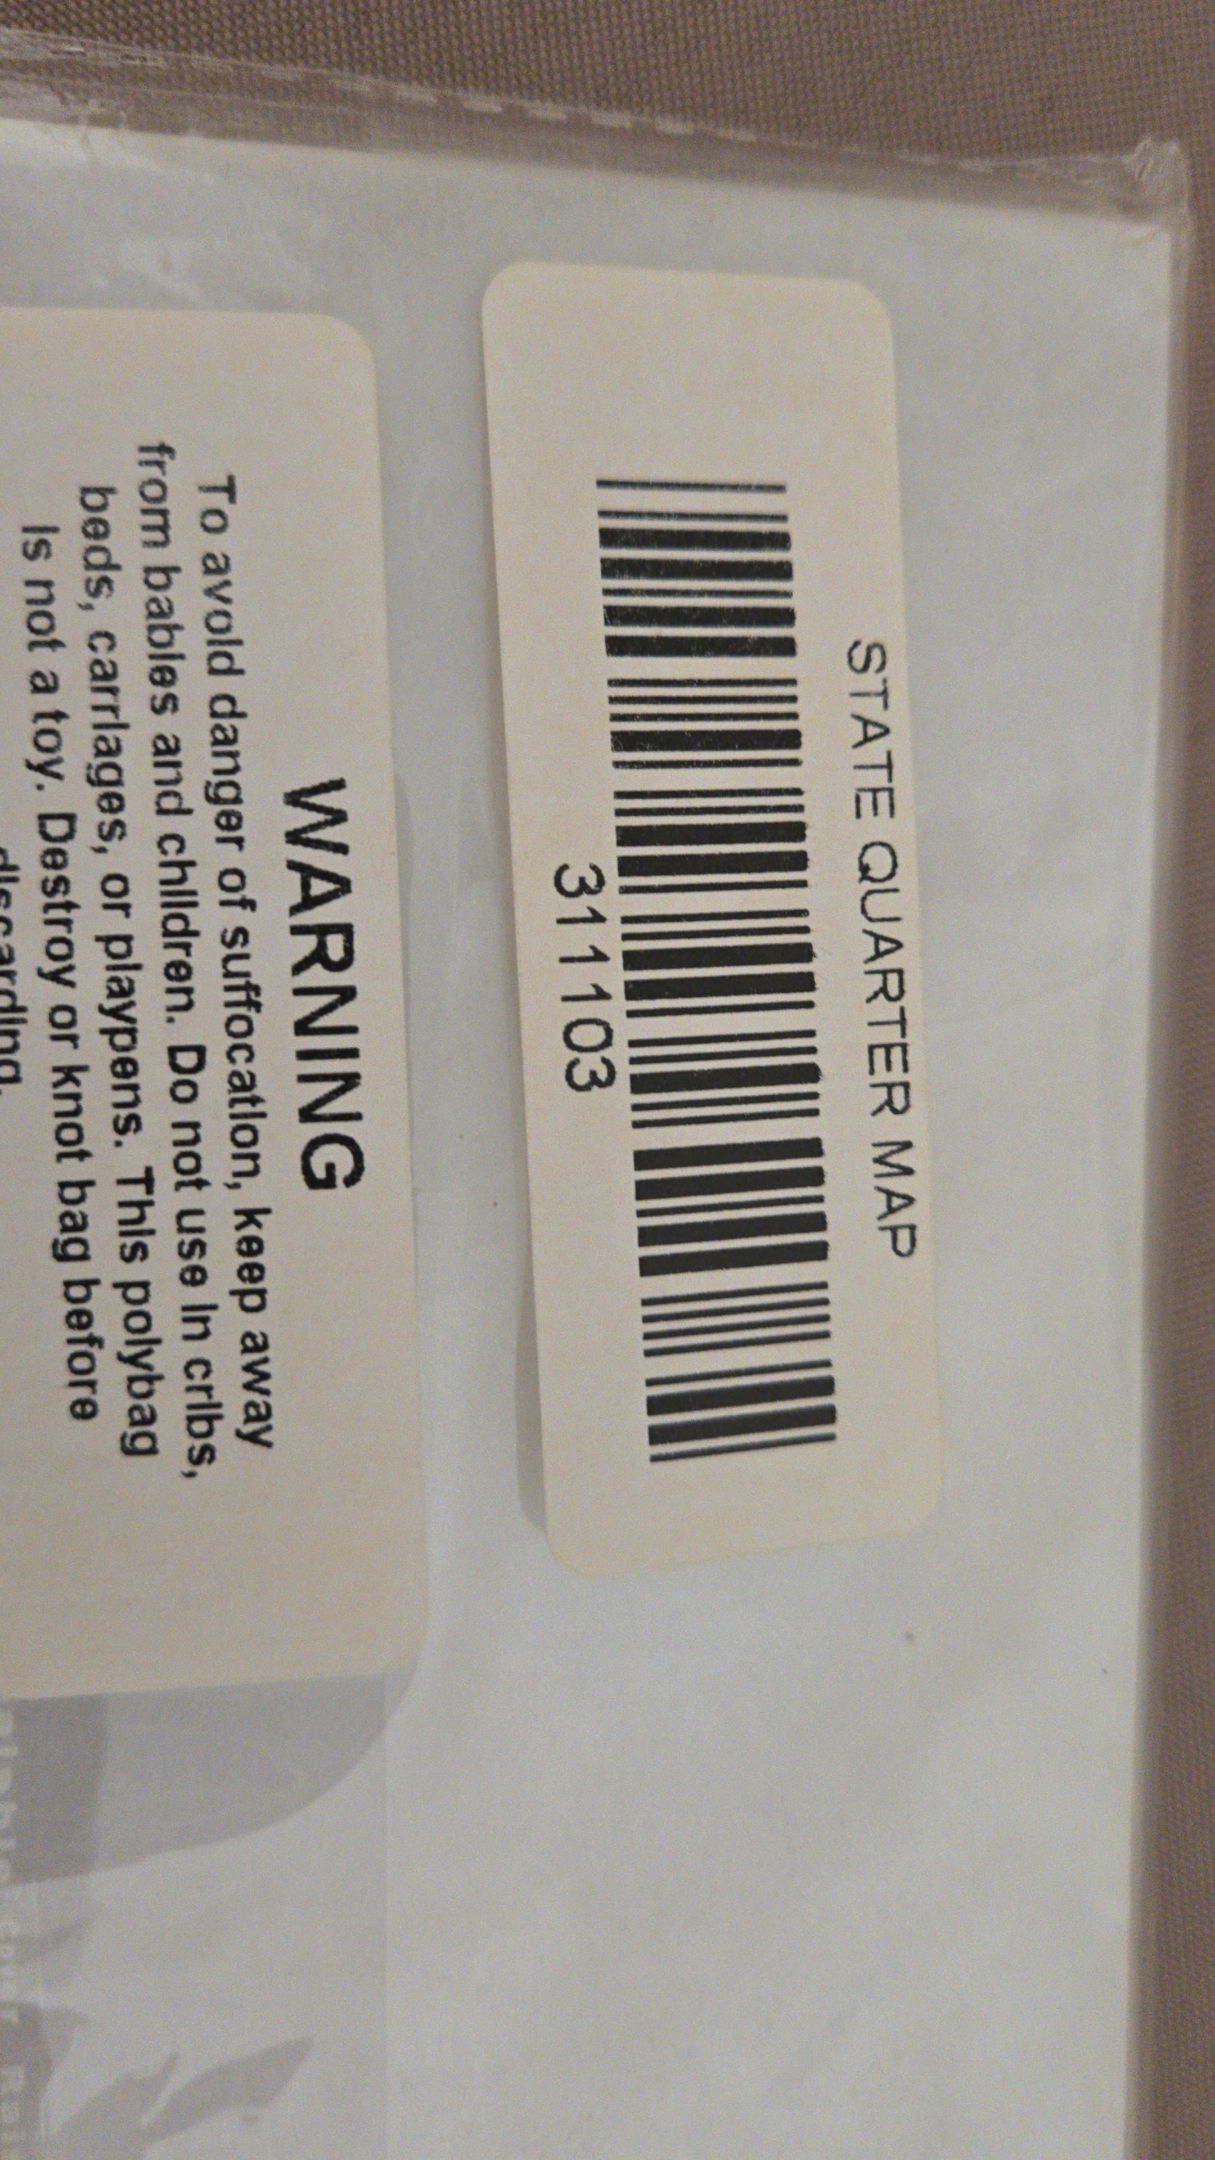 STATE QUARTER MAP
311103
WARNING
To avoid danger of suffocation, keep away
from babies and children. Do not use in cribs,
beds, carriages, or playpens. This polybag
is not a toy. Destroy or knot bag before
discarding.